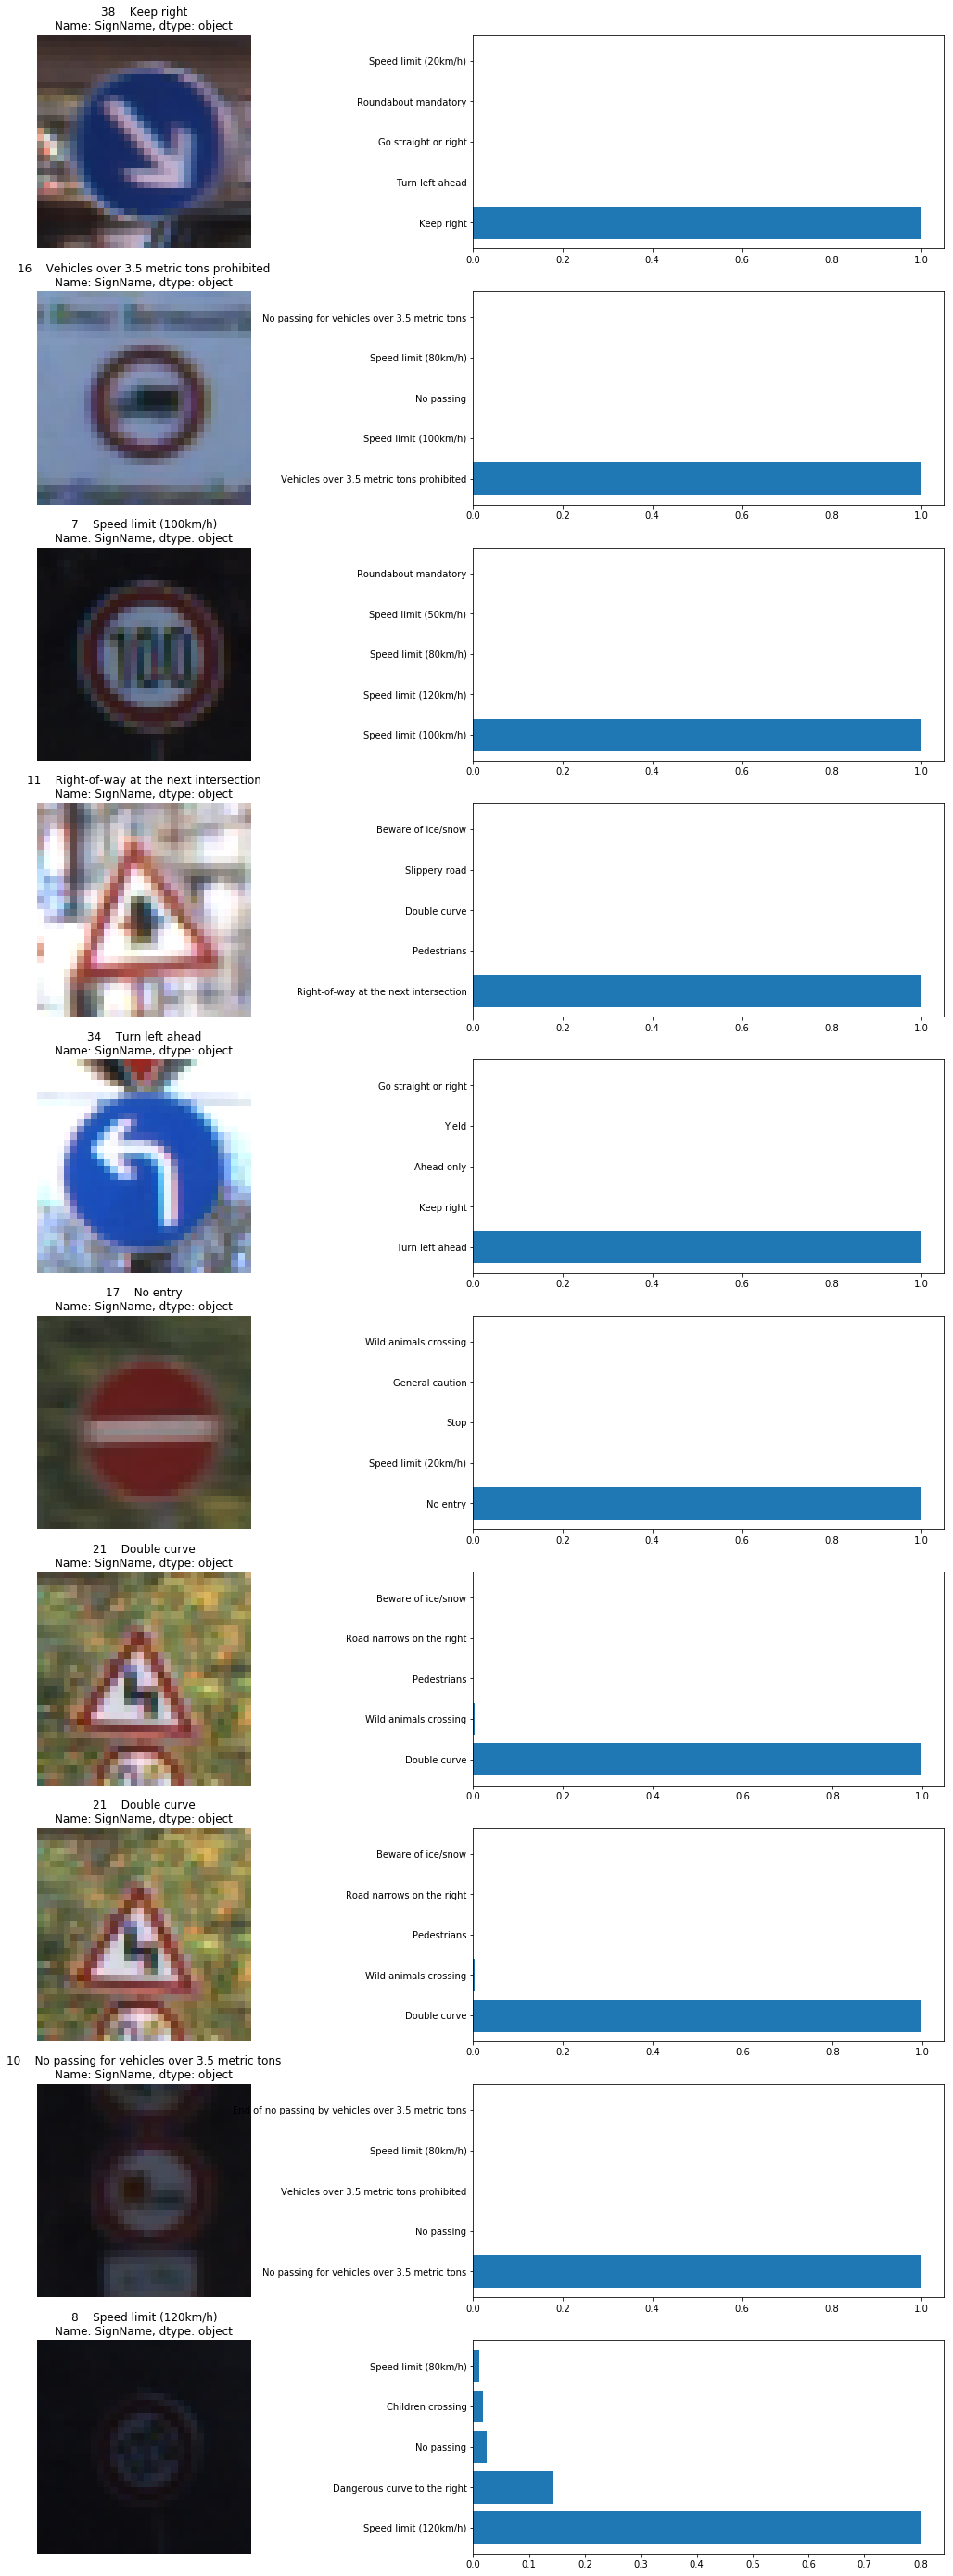 38    Keep right
Name: SignName, dtype: object
Speed limit (20km/h)
Roundabout mandatory
Go straight or right
Turn left ahead
Keep right
0.0 0.2 0.4 0.6 0.8 1.0
16    Vehicles over 3.5 metric tons prohibited
Name: SignName, dtype: object
No passing for vehicles over 3.5 metric tons
Speed limit (80km/h)
No passing
Speed limit (100km/h)
Vehicles over 3.5 metric tons prohibited
0.0 0.2 0.4 0.6 0.8 1.0
7    Speed limit (100km/h)
Name: SignName, dtype: object
100
Roundabout mandatory
Speed limit (50km/h)
Speed limit (80km/h)
Speed limit (120km/h)
Speed limit (100km/h)
0.0 0.2 0.4 0.6 0.8 1.0
11    Right-of-way at the next intersection
Name: SignName, dtype: object
Beware of ice/snow
Slippery road
Double curve
Pedestrians
Right-of-way at the next intersection
0.0 0.2 0.4 0.6 0.8 1.0
34    Turn left ahead
Name: SignName, dtype: object
Go straight or right
Yield
Ahead only
Keep right
Turn left ahead
0.0 0.2 0.4 0.6 0.8 1.0
17    No entry
Name: SignName, dtype: object
Wild animals crossing
General caution
Stop
Speed limit (20km/h)
No entry
0.0 0.2 0.4 0.6 0.8 1.0
21    Double curve
Name: SignName, dtype: object
Beware of ice/snow
Road narrows on the right
Pedestrians
Wild animals crossing
Double curve
0.0 0.2 0.4 0.6 0.8 1.0
21    Double curve
Name: SignName, dtype: object
Beware of ice/snow
Road narrows on the right
Pedestrians
Wild animals crossing
Double curve
0.0 0.2 0.4 0.6 0.8 1.0
10    No passing for vehicles over 3.5 metric tons
Name: SignName, dtype: object
End of no passing by vehicles over 3.5 metric tons
Speed limit (80km/h)
Vehicles over 3.5 metric tons prohibited
No passing
No passing for vehicles over 3.5 metric tons
0.0 0.2 0.4 0.6 0.8 1.0
8    Speed limit (120km/h)
Name: SignName, dtype: object
Speed limit (80km/h)
Children crossing
No passing
Dangerous curve to the right
Speed limit (120km/h)
0.0 0.1 0.2 0.3 0.4 0.5 0.6 0.7 0.8